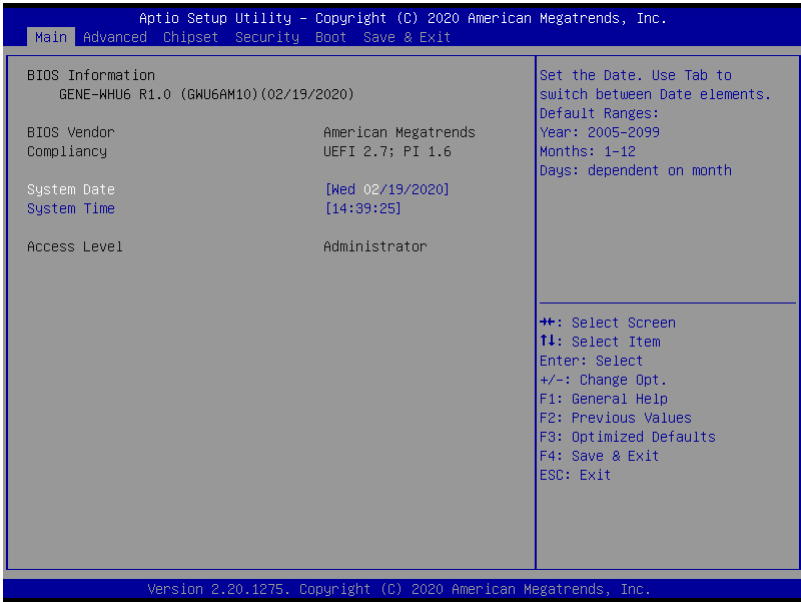 Aptio Setup Utility – Copyright (C) 2020 American Megatrends, Inc.
Main Advanced Chipset Security Boot Save & Exit
BIOS Information
GENE-WHU6 R1.0 (GWU6AM10)(02/19/2020)
BIOS Vendor American Megatrends
Compliancy UEFI 2.7; PI 1.6
System Date [Wed 02/19/2020]
System Time [14:39:25]
Access Level Administrator
Set the Date. Use Tab to
switch between Date elements.
Default Ranges:
Year: 2005-2099
Months: 1-12
Days: dependent on month
→←: Select Screen
↑↓: Select Item
Enter: Select
+/-: Change Opt.
F1: General Help
F2: Previous Values
F3: Optimized Defaults
F4: Save & Exit
ESC: Exit
Version 2.20.1275. Copyright (C) 2020 American Megatrends, Inc.